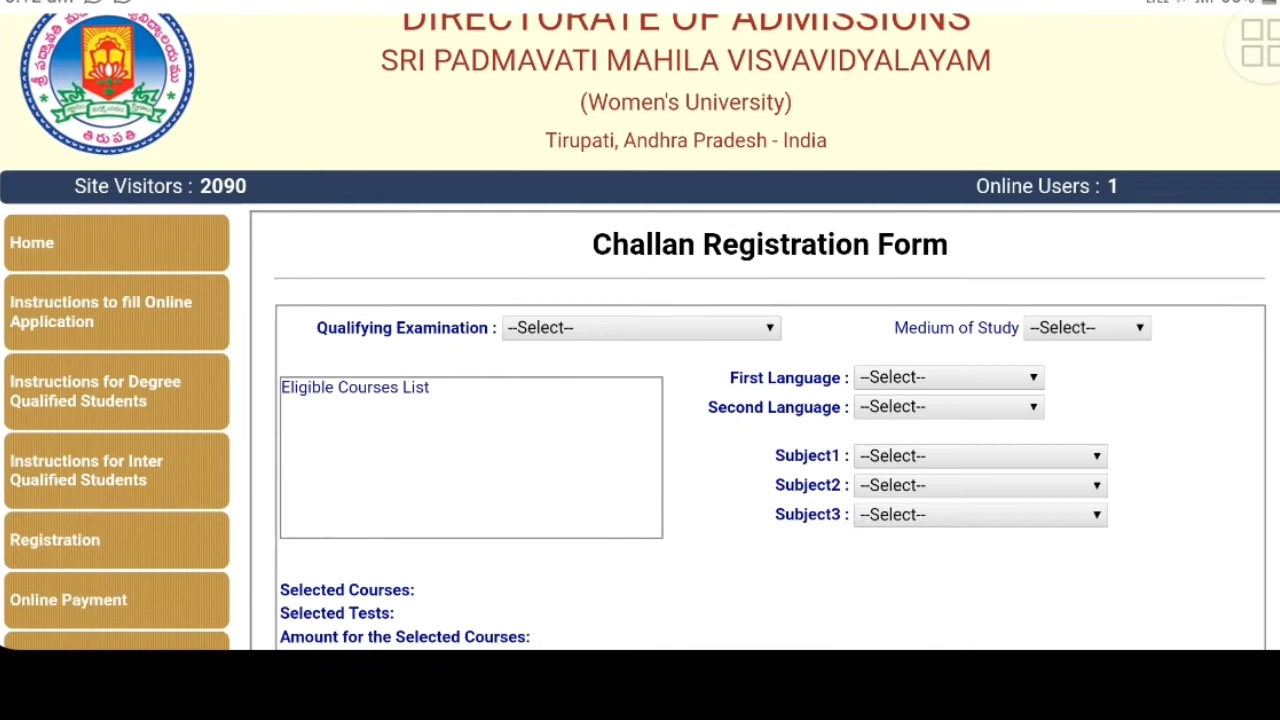 DIRECTORATE OF ADMISSIONS
SRI PADMAVATI MAHILA VISVAVIDYALAYAM
(Women's University)
Tirupati, Andhra Pradesh - India
తిరుపతి
Site Visitors : 2090
Online Users : 1
Home
Instructions to fill Online
Application
Instructions for Degree
Qualified Students
Instructions for Inter
Qualified Students
Registration
Online Payment
Challan Registration Form
Qualifying Examination : --Select--
Medium of Study --Select--
Eligible Courses List
First Language : --Select--
Second Language : --Select--
Subject1 : --Select--
Subject2 : --Select--
Subject3 : --Select--
Selected Courses:
Selected Tests:
Amount for the Selected Courses: